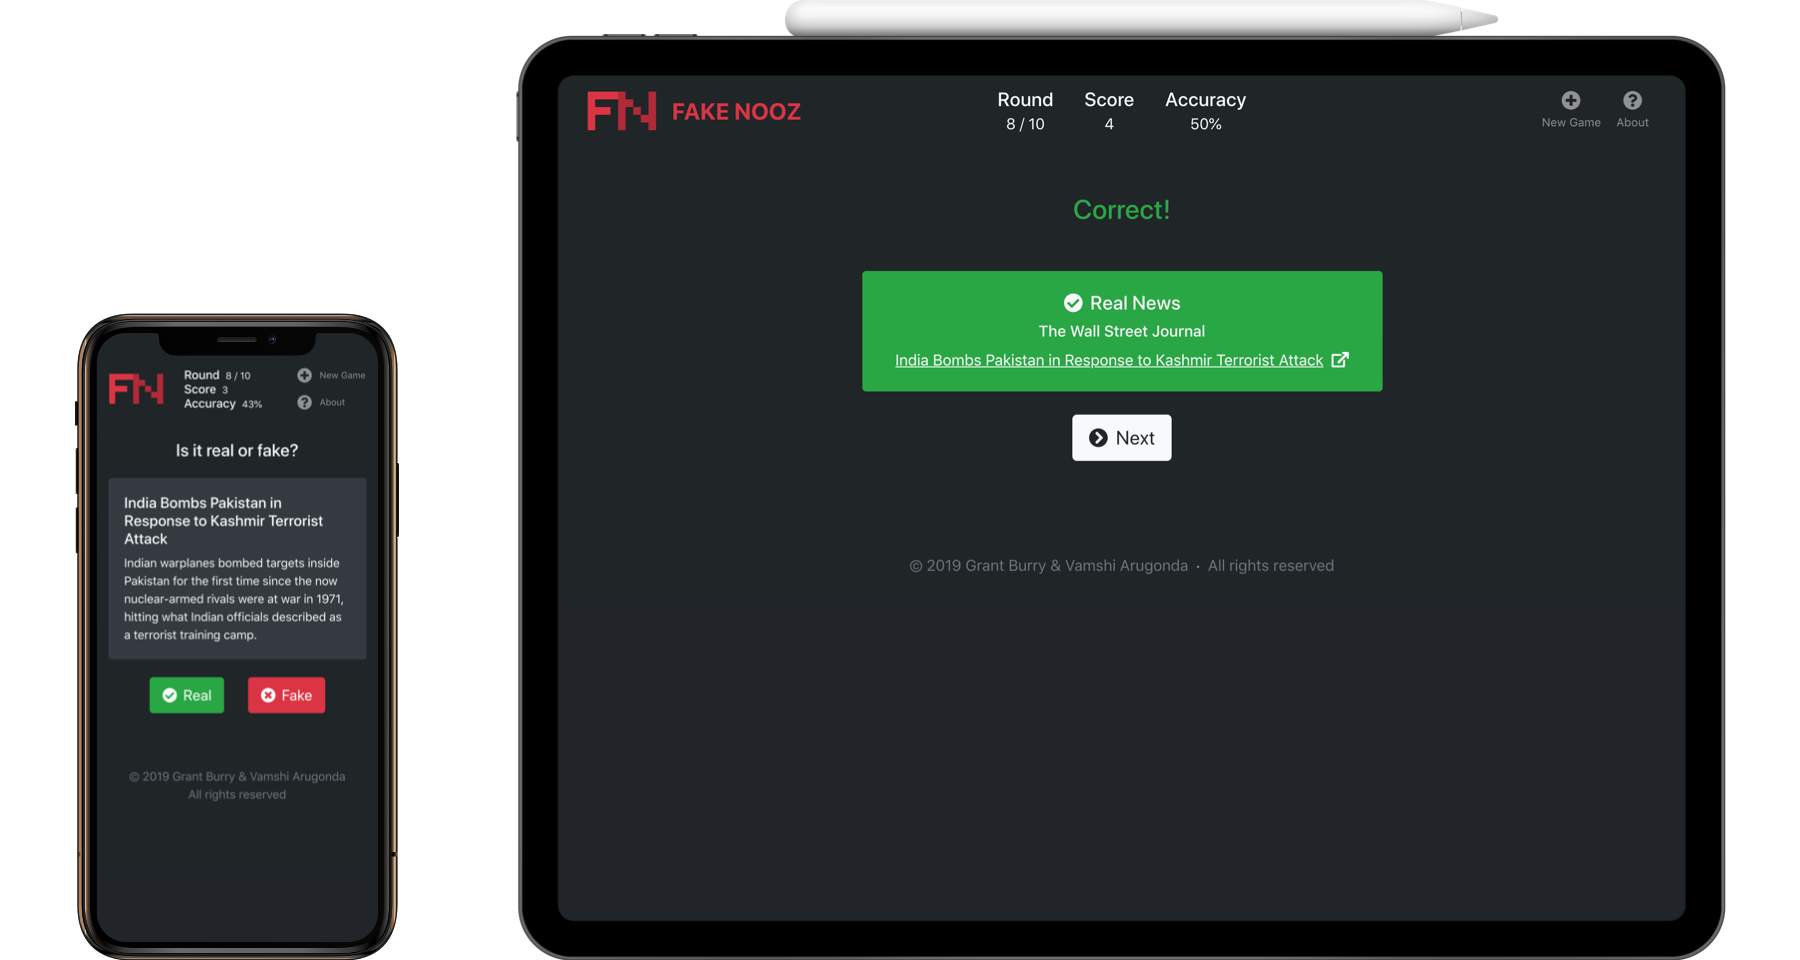 FN
Round 8 / 10
Score 3
Accuracy 43%
New Game
About
Is it real or fake?
India Bombs Pakistan in
Response to Kashmir Terrorist
Attack
Indian warplanes bombed targets inside
Pakistan for the first time since the now
nuclear-armed rivals were at war in 1971,
hitting what Indian officials described as
a terrorist training camp.
Real
Fake
© 2019 Grant Burry & Vamshi Arugonda
All rights reserved
FN FAKE NOOZ
Round Score Accuracy
8 / 10 4 50%
New Game About
Correct!
Real News
The Wall Street Journal
India Bombs Pakistan in Response to Kashmir Terrorist Attack
Next
© 2019 Grant Burry & Vamshi Arugonda · All rights reserved